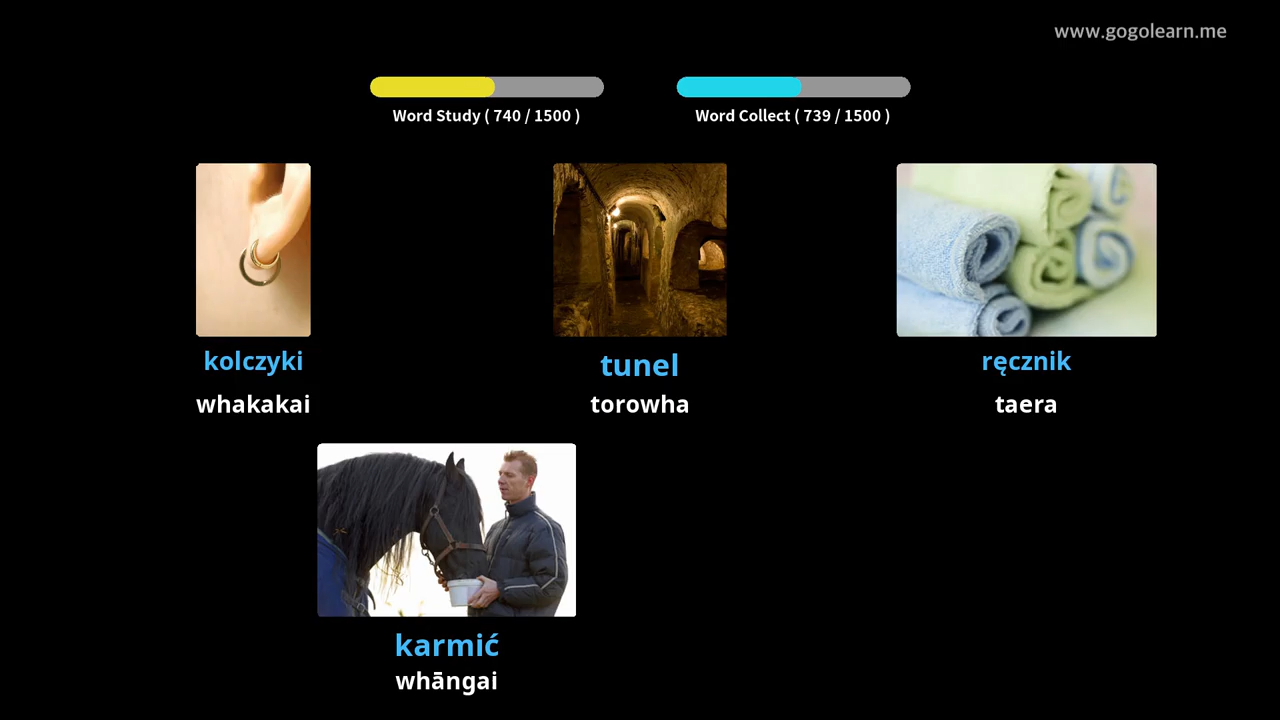 www.gogolearn.me
Word Study ( 740 / 1500 )
Word Collect ( 739 / 1500 )
kolczyki
whakakai
tunel
torowha
ręcznik
taera
karmić
whāngai